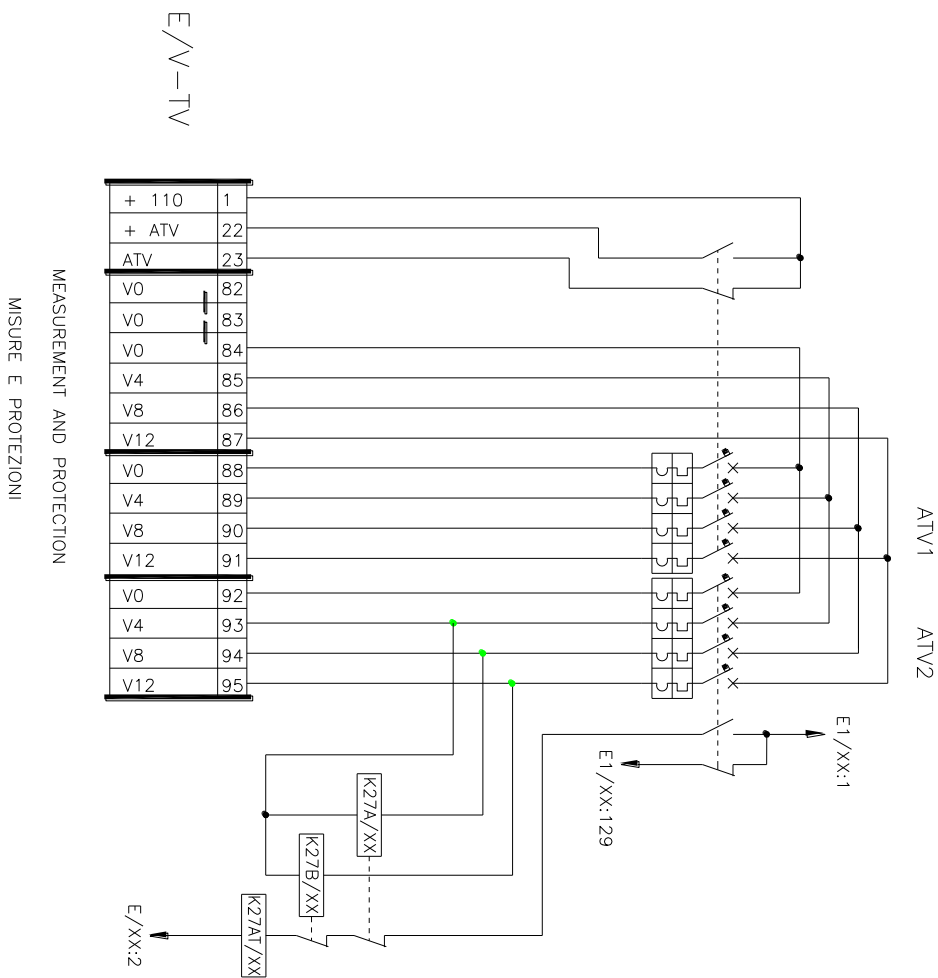 E/V-TV
MISURE E PROTEZIONI
MEASUREMENT AND PROTECTION
+ 110 1
+ ATV 22
ATV 23
V0 82
V0 83
V0 84
V4 85
V8 86
V12 87
V0 88
V4 89
V8 90
V12 91
V0 92
V4 93
V8 94
V12 95
ATV1
ATV2
E1/XX:1
E1/XX:129
K27A/XX
K27B/XX
K27AT/XX
E/XX:2